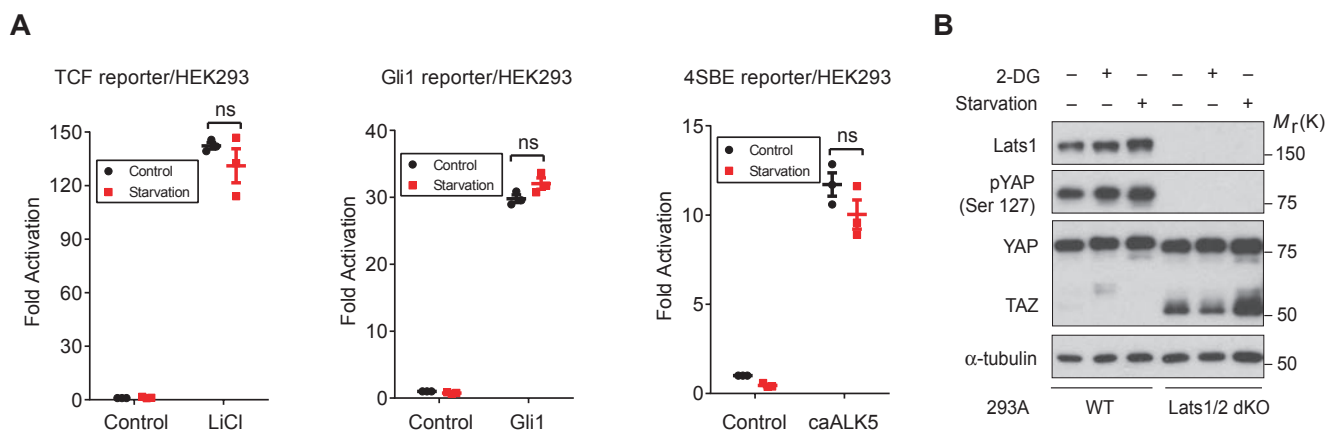 A
TCF reporter/HEK293
Fold Activation
150
120
90
60
30
0
ns
Control
Starvation
Control
LiCl
Gli1 reporter/HEK293
Fold Activation
40
30
20
10
0
ns
Control
Starvation
Control
Gli1
4SBE reporter/HEK293
Fold Activation
15
10
5
0
ns
Control
Starvation
Control
caALK5
B
2-DG – + – – + –
Starvation – – + – – +
Mr(K)
Lats1
150
pYAP
(Ser 127)
75
YAP
75
TAZ
50
α-tubulin
50
293A WT Lats1/2 dKO